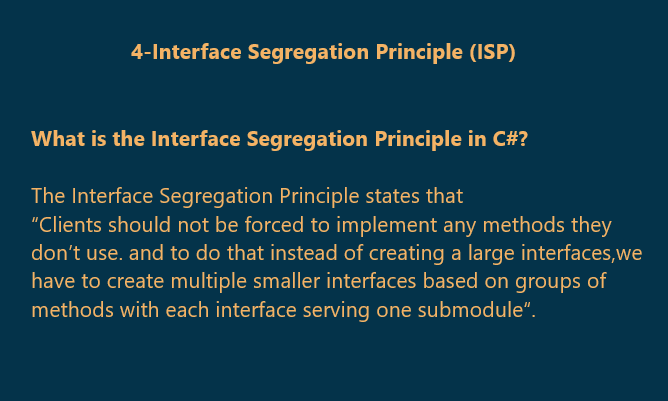 4-Interface Segregation Principle (ISP)
What is the Interface Segregation Principle in C#?
The Interface Segregation Principle states that
“Clients should not be forced to implement any methods they
don’t use. and to do that instead of creating a large interfaces,we
have to create multiple smaller interfaces based on groups of
methods with each interface serving one submodule“.